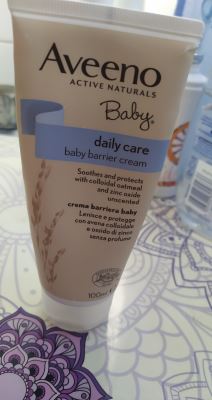 Aveeno
ACTIVE NATURALS
Baby®
daily care
baby barrier cream
Soothes and protects
with colloidal oatmeal
and zinc oxide
unscented
crema barriera baby
Lenisce e protegge
con avena colloidale
e ossido di zinco
senza profumo
100ml